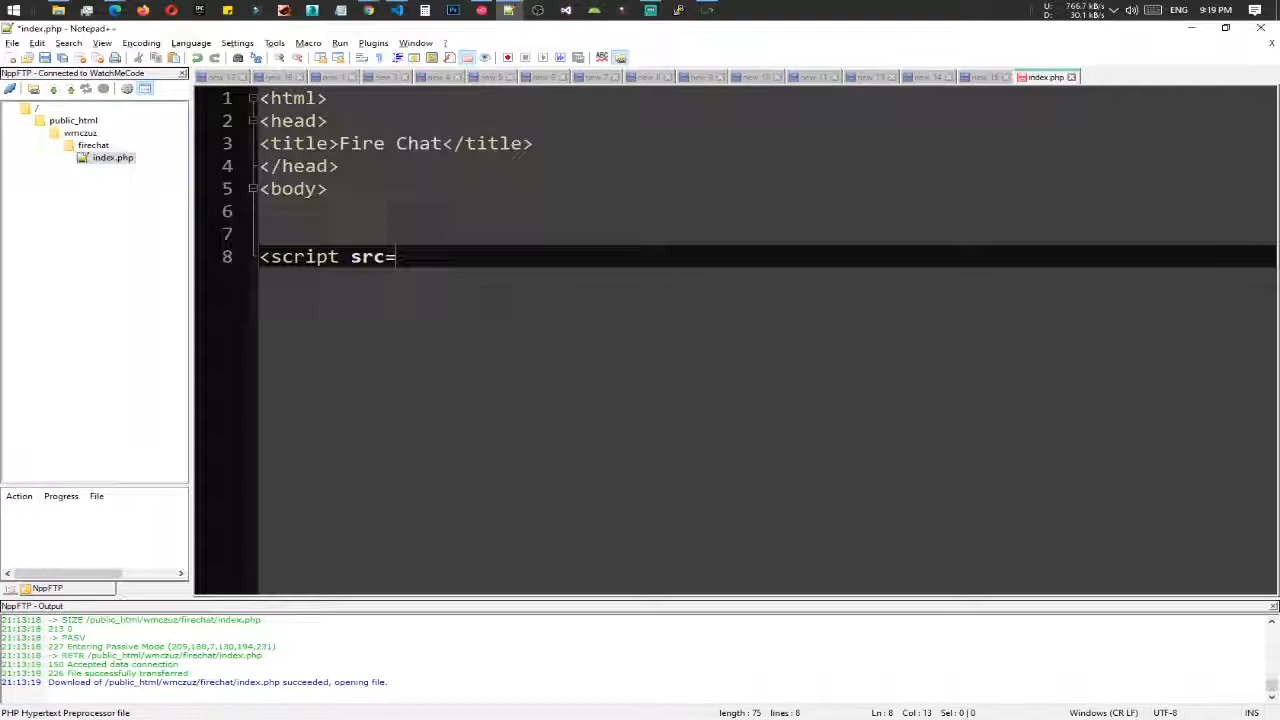 U: 766.7 kB/s
D: 30.1 kB/s
ENG 9:19 PM
*index.php - Notepad++
File Edit Search View Encoding Language Settings Tools Macro Run Plugins Window ? X
NppFTP - Connected to WatchMeCode
index.php
/
public_html
wmczuz
firechat
index.php
1 <html>
2 <head>
3 <title>Fire Chat</title>
4 </head>
5 <body>
6
7
8 <script src=
Action Progress File
NppFTP
NppFTP - Output
21:13:18 -> SIZE /public_html/wmczuz/firechat/index.php
21:13:18 213 0
21:13:18 -> PASV
21:13:18 227 Entering Passive Mode (209,188,7,130,194,231)
21:13:18 -> RETR /public_html/wmczuz/firechat/index.php
21:13:19 150 Accepted data connection
21:13:19 226 File successfully transferred
21:13:19 Download of /public_html/wmczuz/firechat/index.php succeeded, opening file.
PHP Hypertext Preprocessor file length : 75 lines : 8 Ln : 8 Col : 13 Sel : 0 | 0 Windows (CR LF) UTF-8 INS